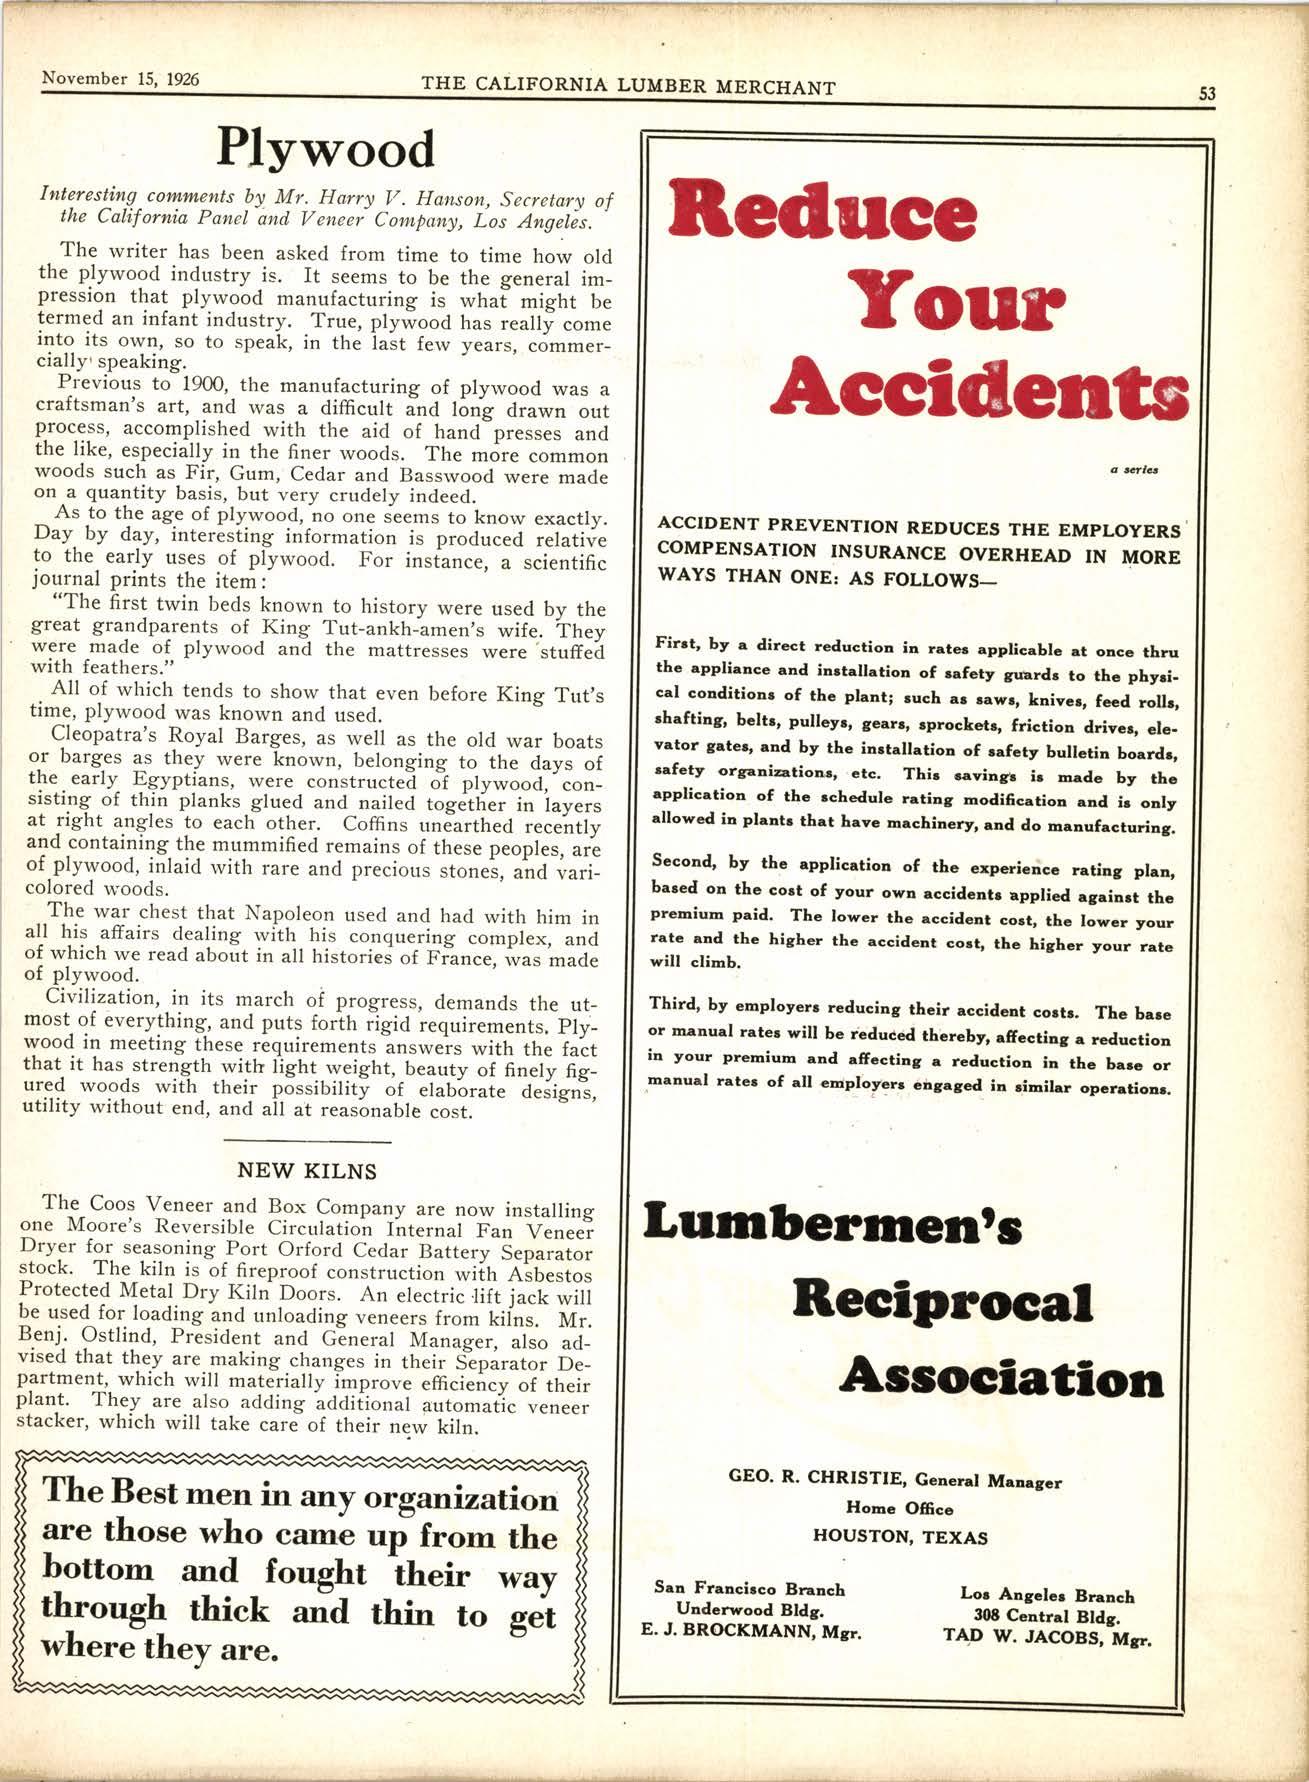 November 15, 1926
THE CALIFORNIA LUMBER MERCHANT
53
Plywood
Interesting comments by Mr. Harry V. Hanson, Secretary of
the California Panel and Veneer Company, Los Angeles.
The writer has been asked from time to time how old
the plywood industry is. It seems to be the general im-
pression that plywood manufacturing is what might be
termed an infant industry. True, plywood has really come
into its own, so to speak, in the last few years, commer-
cially speaking.
Previous to 1900, the manufacturing of plywood was a
craftsman's art, and was a difficult and long drawn out
process, accomplished with the aid of hand presses and
the like, especially in the finer woods. The more common
woods such as Fir, Gum, Cedar and Basswood were made
on a quantity basis, but very crudely indeed.
As to the age of plywood, no one seems to know exactly.
Day by day, interesting information is produced relative
to the early uses of plywood. For instance, a scientific
journal prints the item:
"The first twin beds known to history were used by the
great grandparents of King Tut-ankh-amen's wife. They
were made of plywood and the mattresses were stuffed
with feathers."
All of which tends to show that even before King Tut's
time, plywood was known and used.
Cleopatra's Royal Barges, as well as the old war boats
or barges as they were known, belonging to the days of
the early Egyptians, were constructed of plywood, con-
sisting of thin planks glued and nailed together in layers
at right angles to each other. Coffins unearthed recently
and containing the mummified remains of these peoples, are
of plywood, inlaid with rare and precious stones, and vari-
colored woods.
The war chest that Napoleon used and had with him in
all his affairs dealing with his conquering complex, and
of which we read about in all histories of France, was made
of plywood.
Civilization, in its march of progress, demands the ut-
most of everything, and puts forth rigid requirements. Ply-
wood in meeting these requirements answers with the fact
that it has strength with light weight, beauty of finely fig-
ured woods with their possibility of elaborate designs,
utility without end, and all at reasonable cost.
NEW KILNS
The Coos Veneer and Box Company are now installing
one Moore's Reversible Circulation Internal Fan Veneer
Dryer for seasoning Port Orford Cedar Battery Separator
stock. The kiln is of fireproof construction with Asbestos
Protected Metal Dry Kiln Doors. An electric lift jack will
be used for loading and unloading veneers from kilns. Mr.
Benj. Ostlind, President and General Manager, also ad-
vised that they are making changes in their Separator De-
partment, which will materially improve efficiency of their
plant. They are also adding additional automatic veneer
stacker, which will take care of their new kiln.
The Best men in any organization
are those who came up from the
bottom and fought their way
through thick and thin to get
where they are.
Reduce
Your
Accidents
a series
ACCIDENT PREVENTION REDUCES THE EMPLOYERS
COMPENSATION INSURANCE OVERHEAD IN MORE
WAYS THAN ONE: AS FOLLOWS—
First, by a direct reduction in rates applicable at once thru
the appliance and installation of safety guards to the physi-
cal conditions of the plant; such as saws, knives, feed rolls,
shafting, belts, pulleys, gears, sprockets, friction drives, ele-
vator gates, and by the installation of safety bulletin boards,
safety organizations, etc. This savings is made by the
application of the schedule rating modification and is only
allowed in plants that have machinery, and do manufacturing.
Second, by the application of the experience rating plan,
based on the cost of your own accidents applied against the
premium paid. The lower the accident cost, the lower your
rate and the higher the accident cost, the higher your rate
will climb.
Third, by employers reducing their accident costs. The base
or manual rates will be reduced thereby, affecting a reduction
in your premium and affecting a reduction in the base or
manual rates of all employers engaged in similar operations.
Lumbermen's
Reciprocal
Association
GEO. R. CHRISTIE, General Manager
Home Office
HOUSTON, TEXAS
San Francisco Branch
Underwood Bldg.
E. J. BROCKMANN, Mgr.
Los Angeles Branch
308 Central Bldg.
TAD W. JACOBS, Mgr.